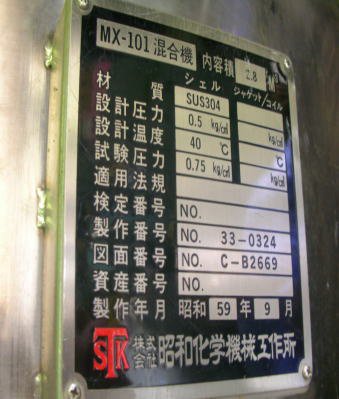 MX-101 混合機 内容積 2.8 M³
シェル ジャケット/コイル
材質 SUS304
設計圧力 0.5 kg/c㎡ kg/c㎡
設計温度 40 ℃ ℃
試験圧力 0.75 kg/c㎡ kg/c㎡
適用法規
検定番号 NO.
製作番号 NO. 33-0324
図面番号 NO. C-B2669
資産番号 NO.
製作年月 昭和 59 年 9 月
STK 株式会社 昭和化学機械工作所